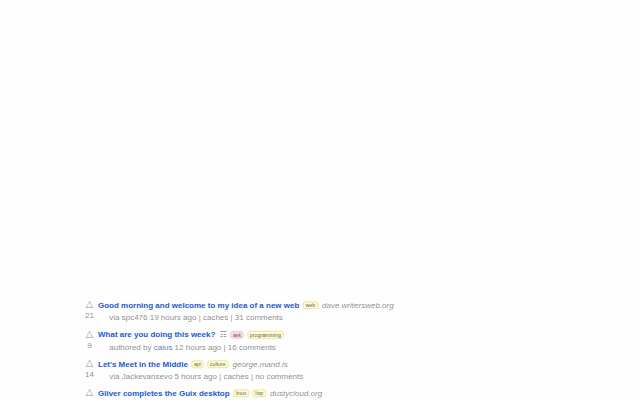 Good morning and welcome to my idea of a new web web dave.writersweb.org
21 via spc476 19 hours ago | caches | 31 comments
What are you doing this week? ask programming
9 authored by caius 12 hours ago | 16 comments
Let's Meet in the Middle api culture george.mand.is
14 via Jackevansevo 5 hours ago | caches | no comments
Gliver completes the Guix desktop linux lisp dustycloud.org